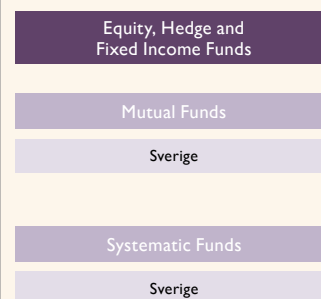 Equity, Hedge and
Fixed Income Funds
Mutual Funds
Sverige
Systematic Funds
Sverige